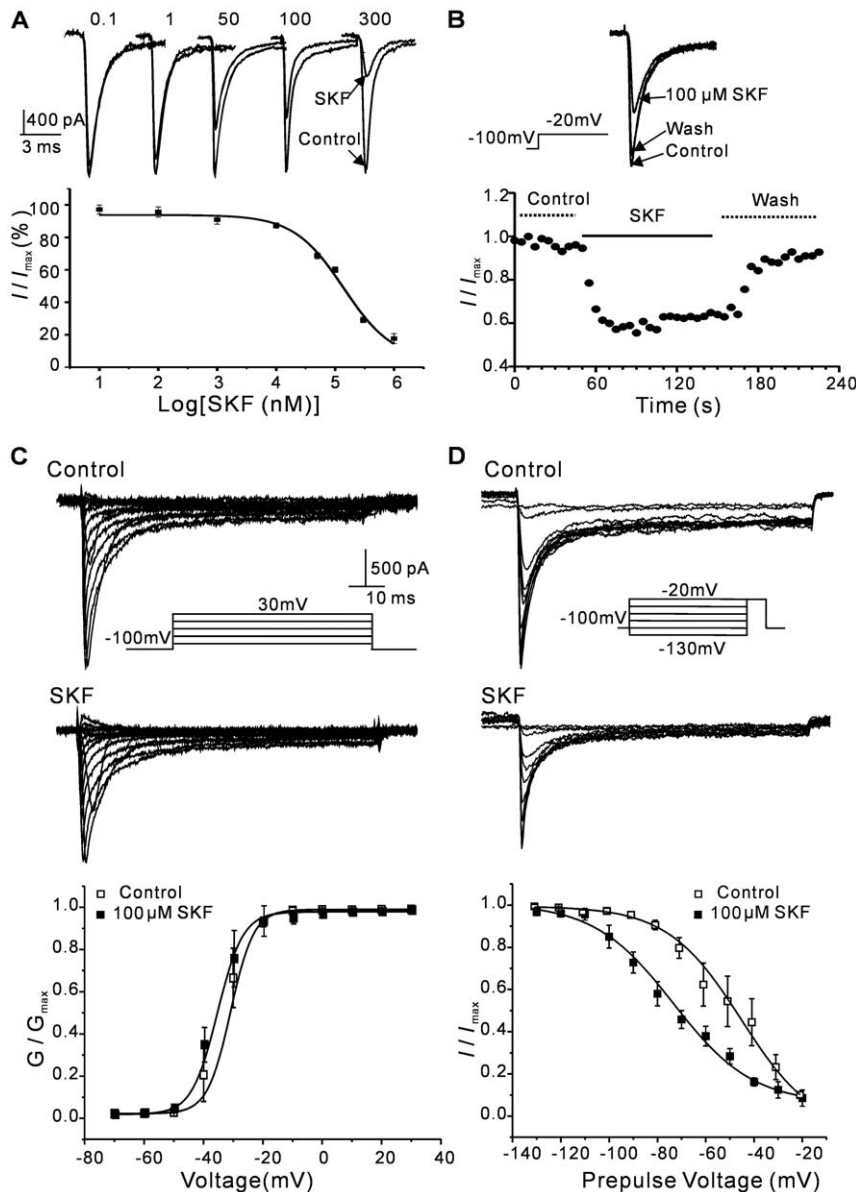 A
0.1 1 50 100 300
SKF
Control
400 pA
3 ms
I / Imax (%)
100
80
60
40
20
0
0 1 2 3 4 5 6
Log[SKF (nM)]
B
100 µM SKF
-20mV
-100mV
Wash
Control
Control
SKF
Wash
I / Imax
1.2
1.0
0.8
0.6
0.4
0 60 120 180 240
Time (s)
C
Control
500 pA
10 ms
30mV
-100mV
SKF
Control
100 µM SKF
G / Gmax
1.0
0.8
0.6
0.4
0.2
0.0
-80 -60 -40 -20 0 20 40
Voltage(mV)
D
Control
-20mV
-100mV
-130mV
SKF
Control
100 µM SKF
I / Imax
1.0
0.8
0.6
0.4
0.2
0.0
-140 -120 -100 -80 -60 -40 -20
Prepulse Voltage (mV)